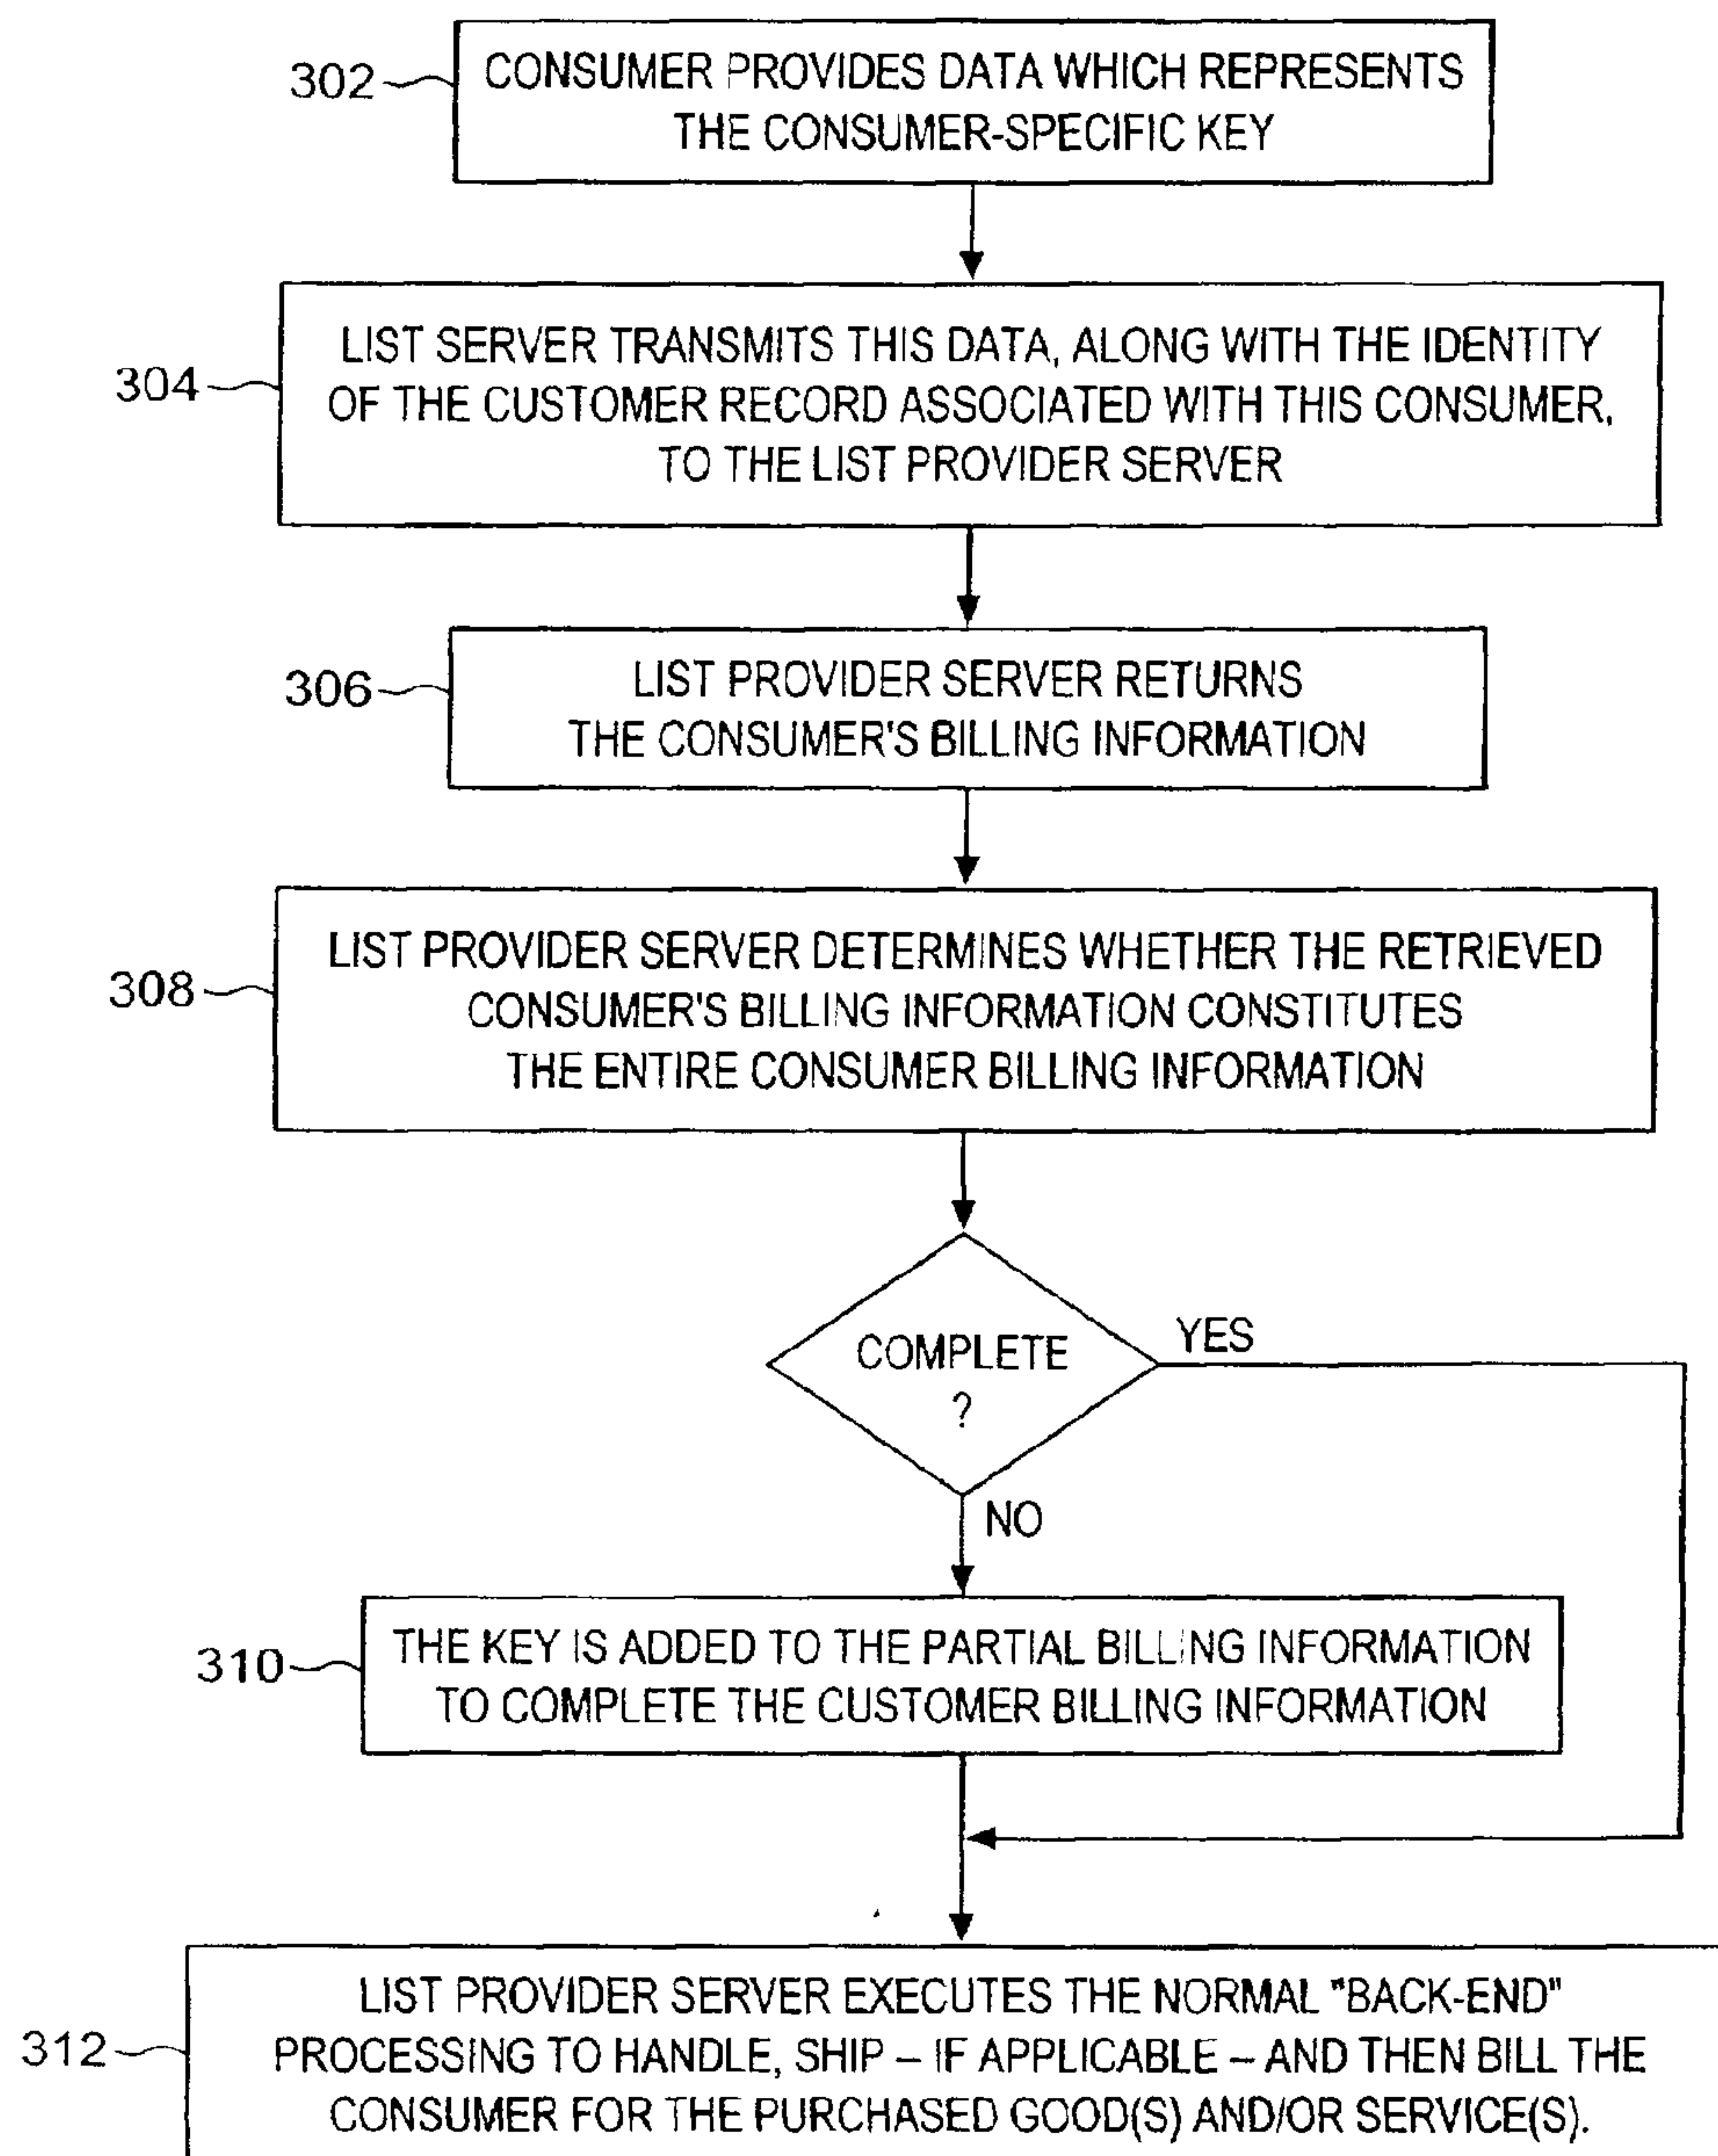 302
CONSUMER PROVIDES DATA WHICH REPRESENTS
THE CONSUMER-SPECIFIC KEY
304
LIST SERVER TRANSMITS THIS DATA, ALONG WITH THE IDENTITY
OF THE CUSTOMER RECORD ASSOCIATED WITH THIS CONSUMER,
TO THE LIST PROVIDER SERVER
306
LIST PROVIDER SERVER RETURNS
THE CONSUMER'S BILLING INFORMATION
308
LIST PROVIDER SERVER DETERMINES WHETHER THE RETRIEVED
CONSUMER'S BILLING INFORMATION CONSTITUTES
THE ENTIRE CONSUMER BILLING INFORMATION
COMPLETE
?
YES
NO
310
THE KEY IS ADDED TO THE PARTIAL BILLING INFORMATION
TO COMPLETE THE CUSTOMER BILLING INFORMATION
312
LIST PROVIDER SERVER EXECUTES THE NORMAL "BACK-END"
PROCESSING TO HANDLE, SHIP – IF APPLICABLE – AND THEN BILL THE
CONSUMER FOR THE PURCHASED GOOD(S) AND/OR SERVICE(S).